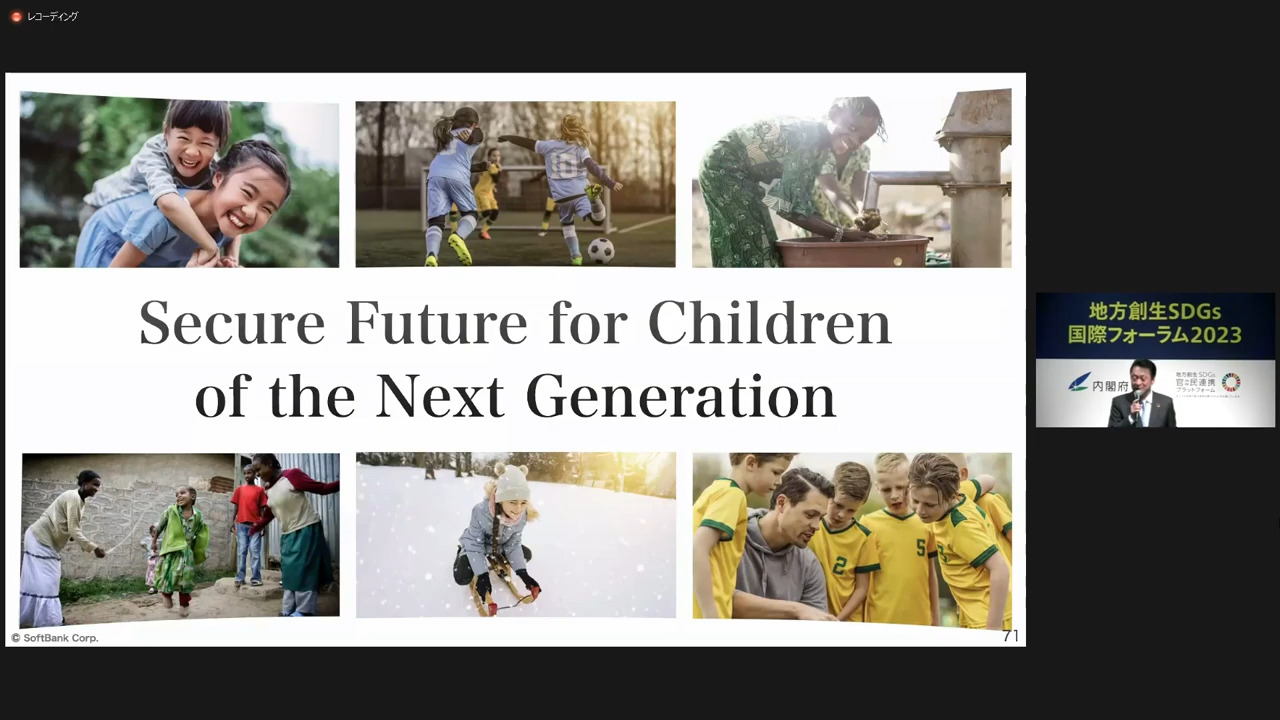 レコーディング
Secure Future for Children
of the Next Generation
10
2
5
© SoftBank Corp.
71
地方創生SDGs
国際フォーラム2023
内閣府
地方創生SDGs
官民連携
プラットフォーム